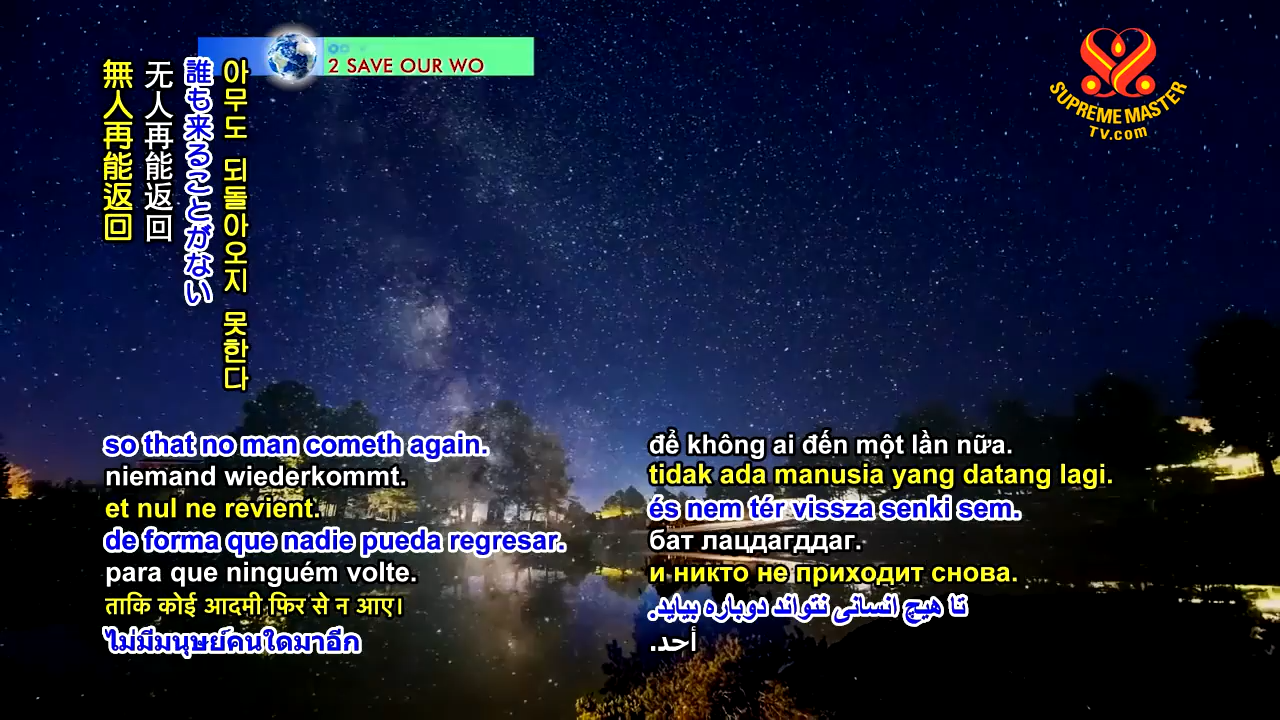 2 SAVE OUR WO
SUPREME MASTER
TV.com
아무도 되돌아오지 못한다
誰も来ることがない
无人再能返回
無人再能返回
so that no man cometh again.
niemand wiederkommt.
et nul ne revient.
de forma que nadie pueda regresar.
para que ninguém volte.
ताकि कोई आदमी फ़िर से न आए।
ไม่มีมนุษย์คนใดมาอีก
để không ai đến một lần nữa.
tidak ada manusia yang datang lagi.
és nem tér vissza senki sem.
бат лацдагддаг.
и никто не приходит снова.
تا هیچ انسانی نتواند دوباره بیاید.
أحد.